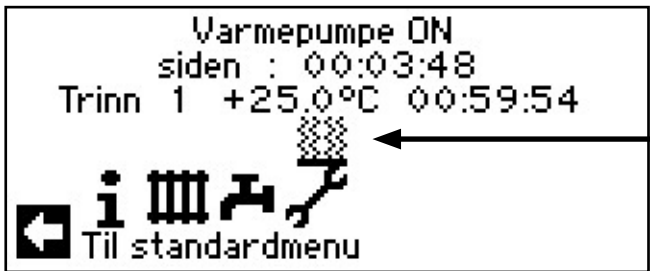 Varmepumpe ON
siden : 00:03:48
Trinn 1 +25.0°C 00:59:54
Til standardmenu